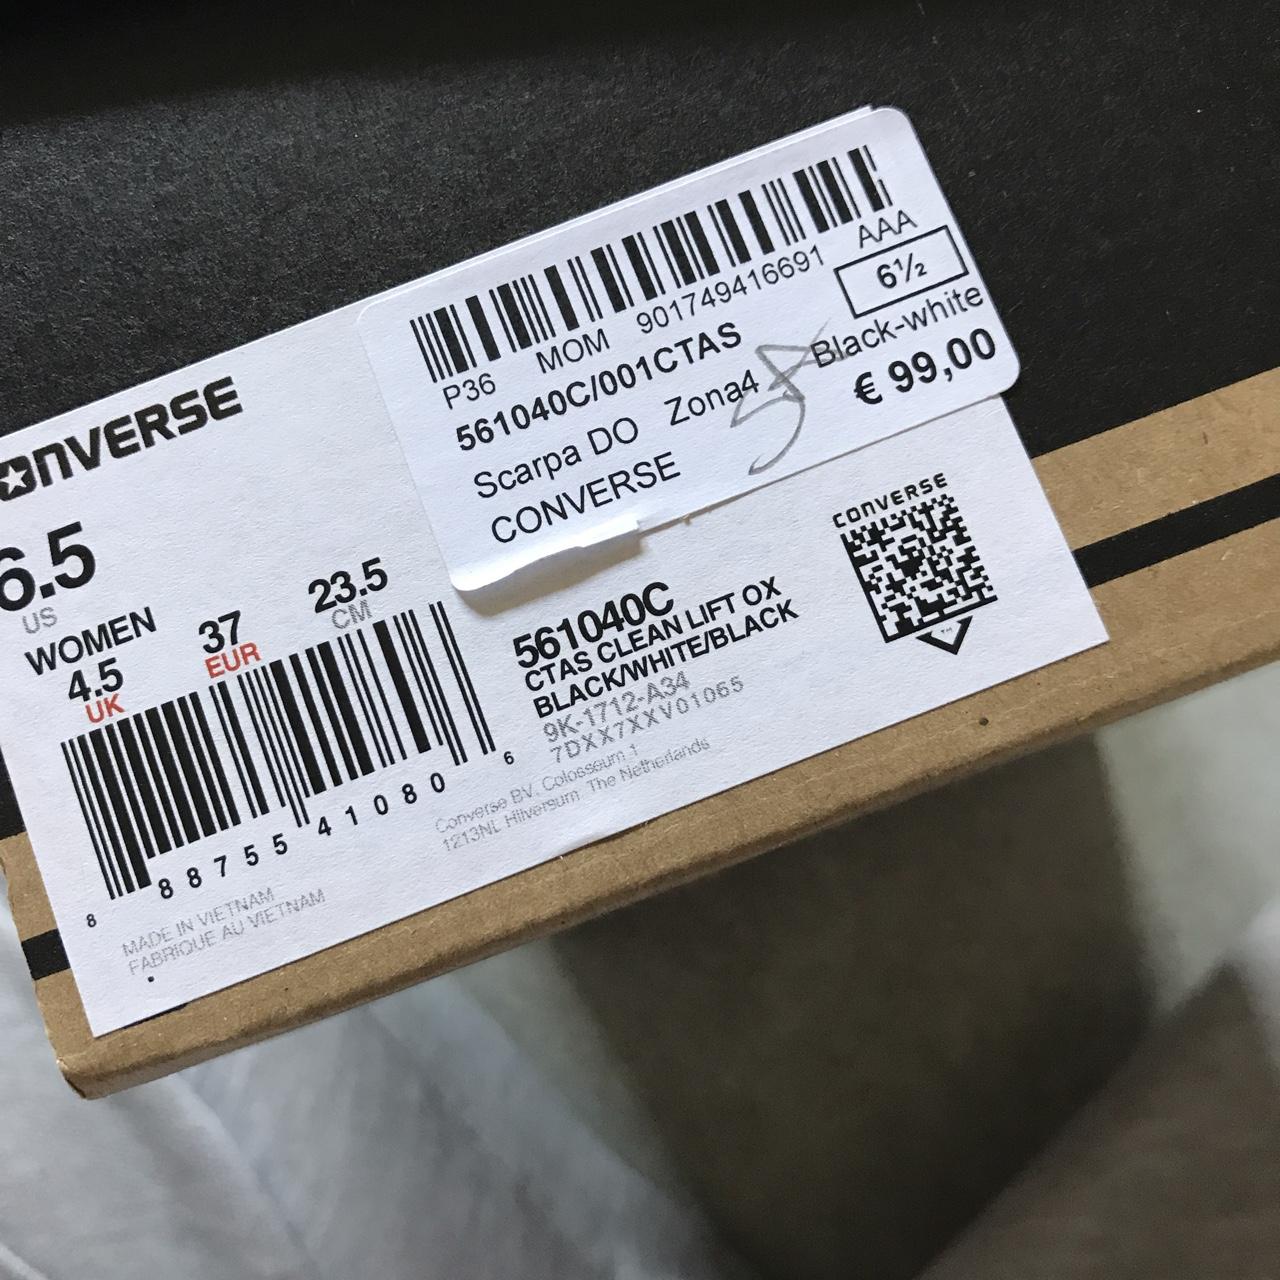 P36 MOM 901749416691 AAA
561040C/001CTAS 6½
Scarpa DO Zona4 Black-white
CONVERSE € 99,00
CONVERSE
6.5
US
WOMEN
4.5
UK
37
EUR
23.5
CM
8 88755 41080 6
MADE IN VIETNAM
FABRIQUE AU VIETNAM
561040C
CTAS CLEAN LIFT OX
BLACK/WHITE/BLACK
9K-1712-A34
7DXX7XXV01065
Converse BV. Colosseum 1
1213NL Hilversum The Netherlands
CONVERSE
TM